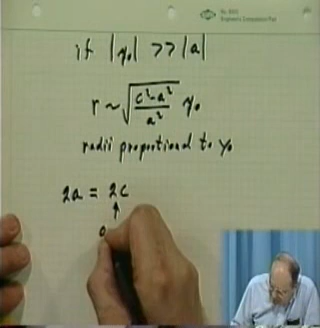 if |y₀| >> |a|
r ~ √((c²-a²)/a²) y₀
radii proportional to y₀
2a = 2c
↑